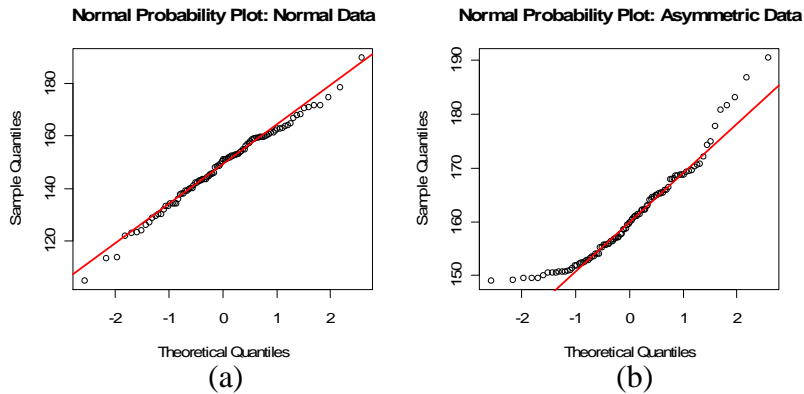 Normal Probability Plot: Normal Data
Sample Quantiles
120 140 160 180
-2 -1 0 1 2
Theoretical Quantiles
(a)
Normal Probability Plot: Asymmetric Data
Sample Quantiles
150 160 170 180 190
-2 -1 0 1 2
Theoretical Quantiles
(b)